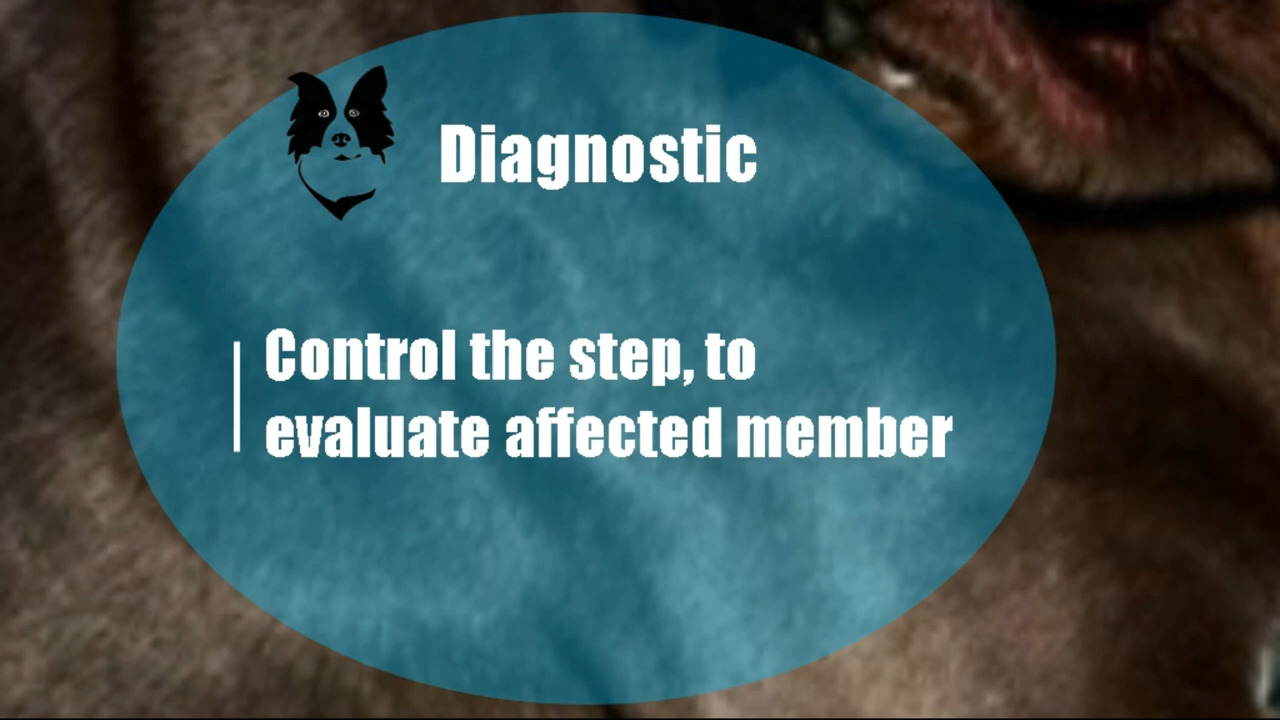 Diagnostic
Control the step, to
evaluate affected member